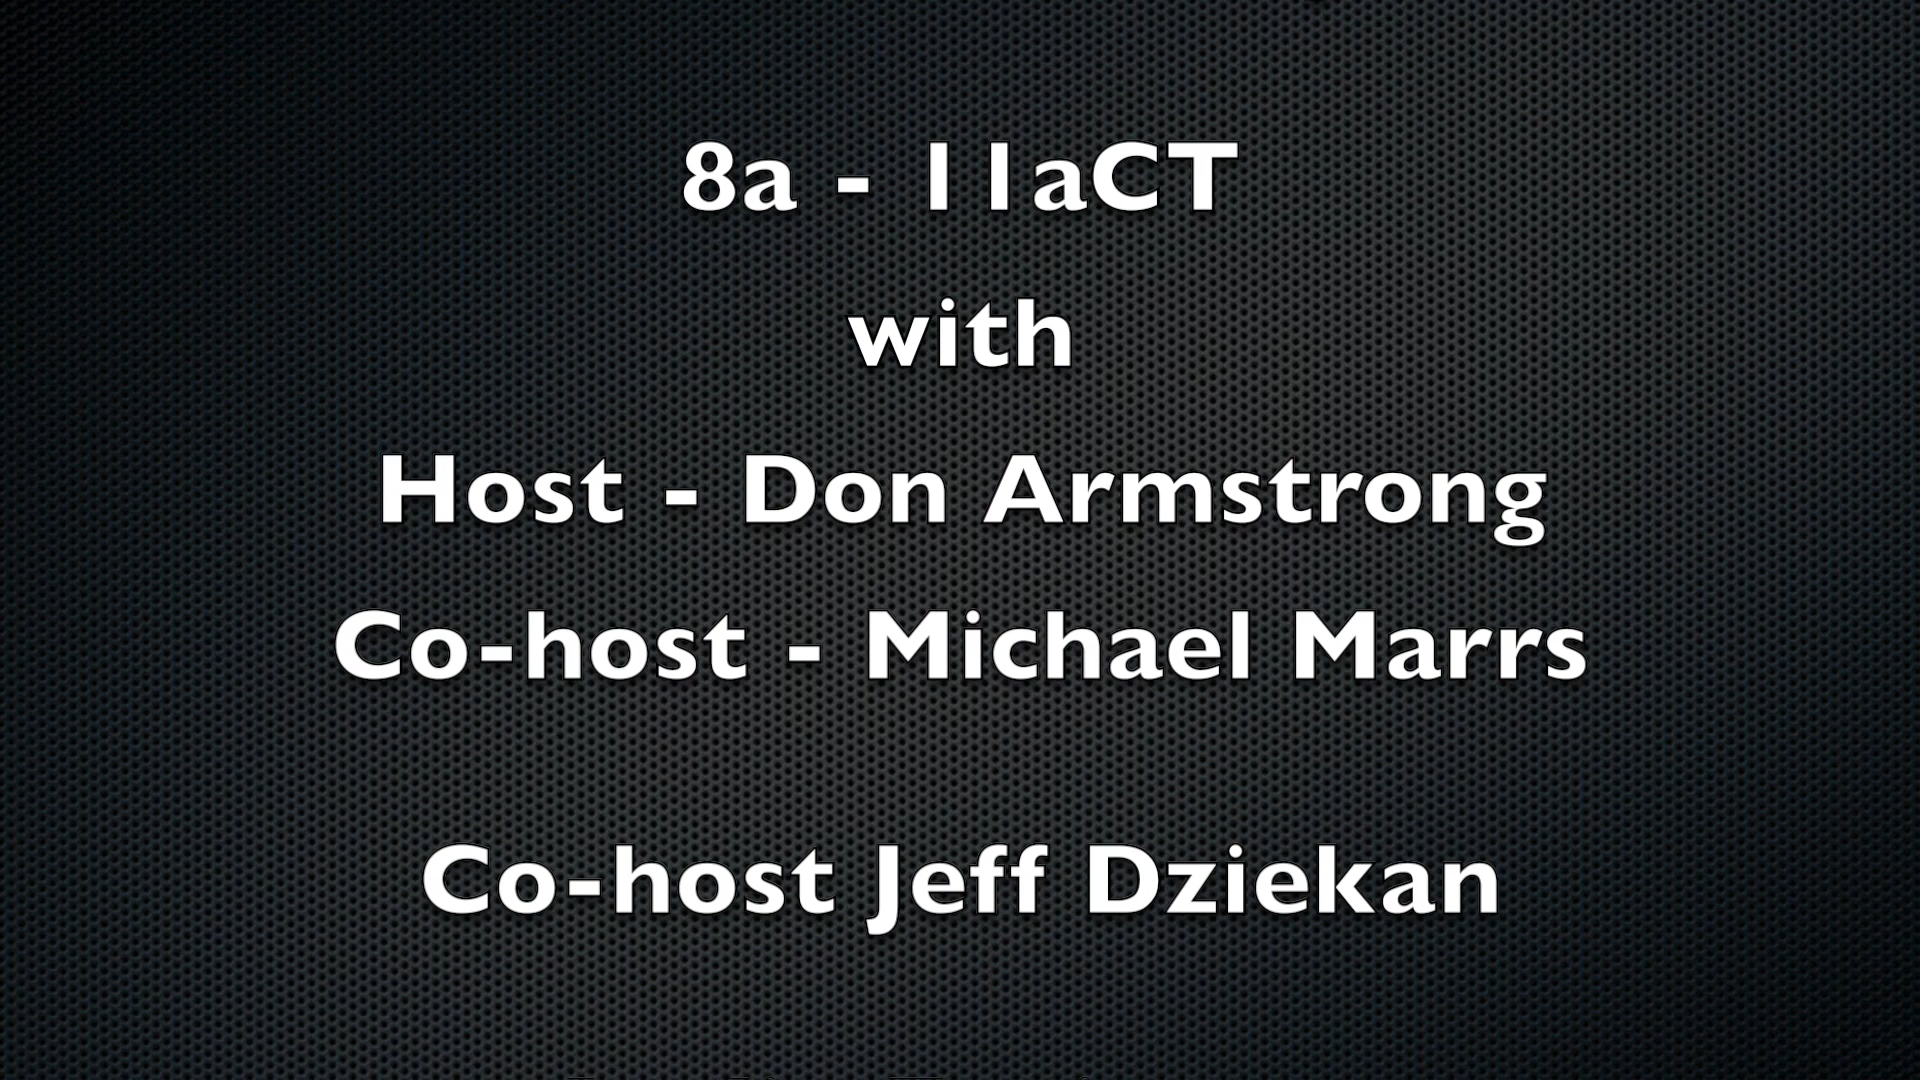 8a - 11aCT
with
Host - Don Armstrong
Co-host - Michael Marrs
Co-host Jeff Dziekan